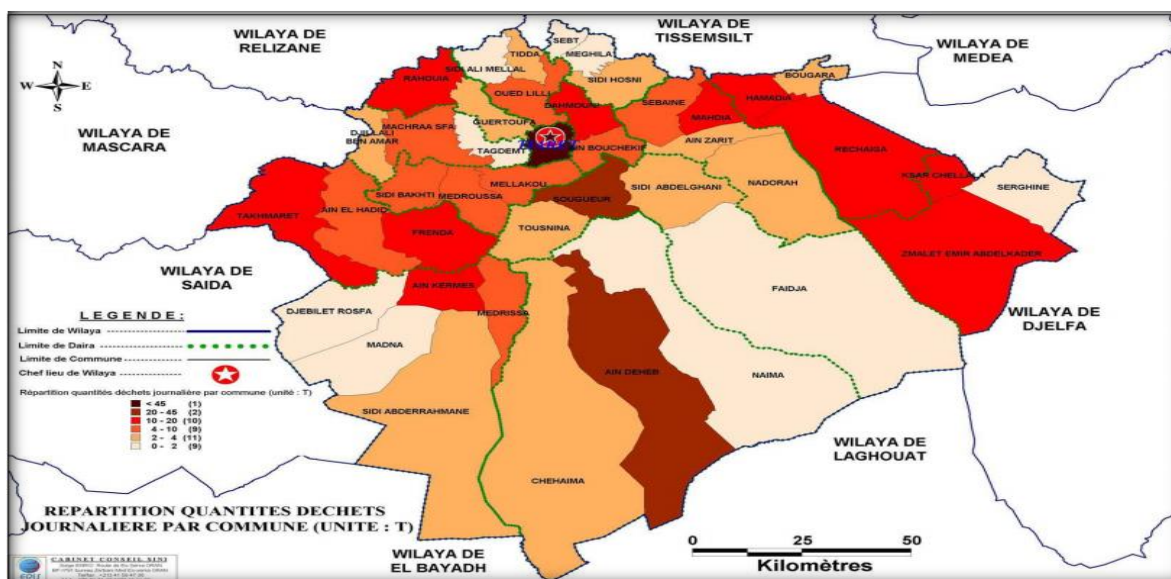 WILAYA DE
RELIZANE
WILAYA DE
TISSEMSILT
WILAYA DE
MEDEA
N
W
E
S
WILAYA DE
MASCARA
SEBT
MEGHILA
TIDDA
SIDI ALI MELLAL
SIDI HOSNI
BOUGARA
RAHOUIA
OUED LILLI
DAHMOUNI
SEBAINE
HAMADIA
MAHDIA
GUERTOUFA
MACHRAA SFA
DJILLALI
BEN AMAR
TAGDEMT
AIN BOUCHEKIF
AIN ZARIT
RECHAIGA
KSAR CHELLALA
SERGHINE
SIDI ABDELGHANI
NADORAH
MELLAKOU
SIDI BAKHTI
MEDROUSSA
SOUGUEUR
AIN EL HADID
TAKHMARET
FRENDA
TOUSNINA
ZMALET EMIR ABDELKADER
WILAYA DE
SAIDA
AIN KERMES
FAIDJA
WILAYA DE
DJELFA
DJEBILET ROSFA
MEDRISSA
MADNA
NAIMA
AIN DEHEB
SIDI ABDERRAHMANE
CHEHAIMA
WILAYA DE
LAGHOUAT
L E G E N D E :
Limite de Wilaya
Limite de Daira
Limite de Commune
Chef lieu de Wilaya
Répartition quantités déchets journalière par commune (unité : T)
< 45 (1)
20 - 45 (2)
10 - 20 (10)
4 - 10 (9)
2 - 4 (11)
0 - 2 (9)
REPARTITION QUANTITES DECHETS
JOURNALIERE PAR COMMUNE (UNITE : T)
WILAYA DE
EL BAYADH
0 25 50
Kilomètres
CABINET CONSEIL SINI